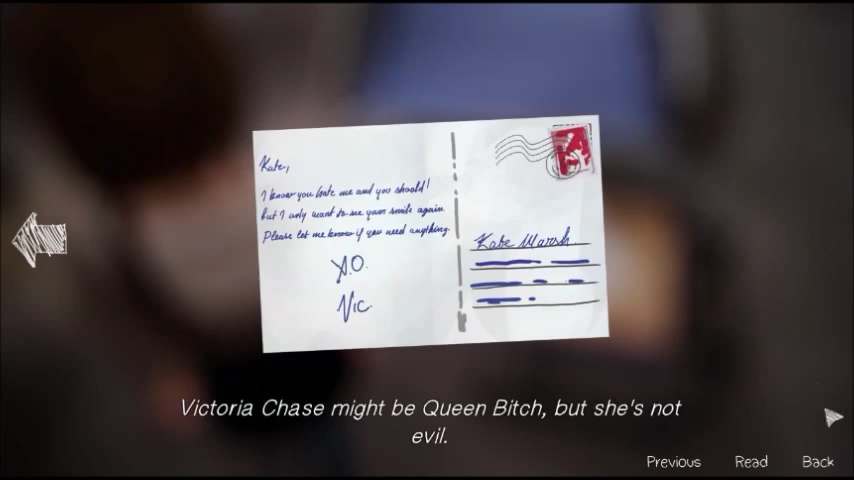 Kate,
I know you hate me and you should!
but I only want to see your smile again.
Please let me know if you need anything.
X.O.
Vic
Kate Marsh
Victoria Chase might be Queen Bitch, but she's not
evil.
Previous Read Back